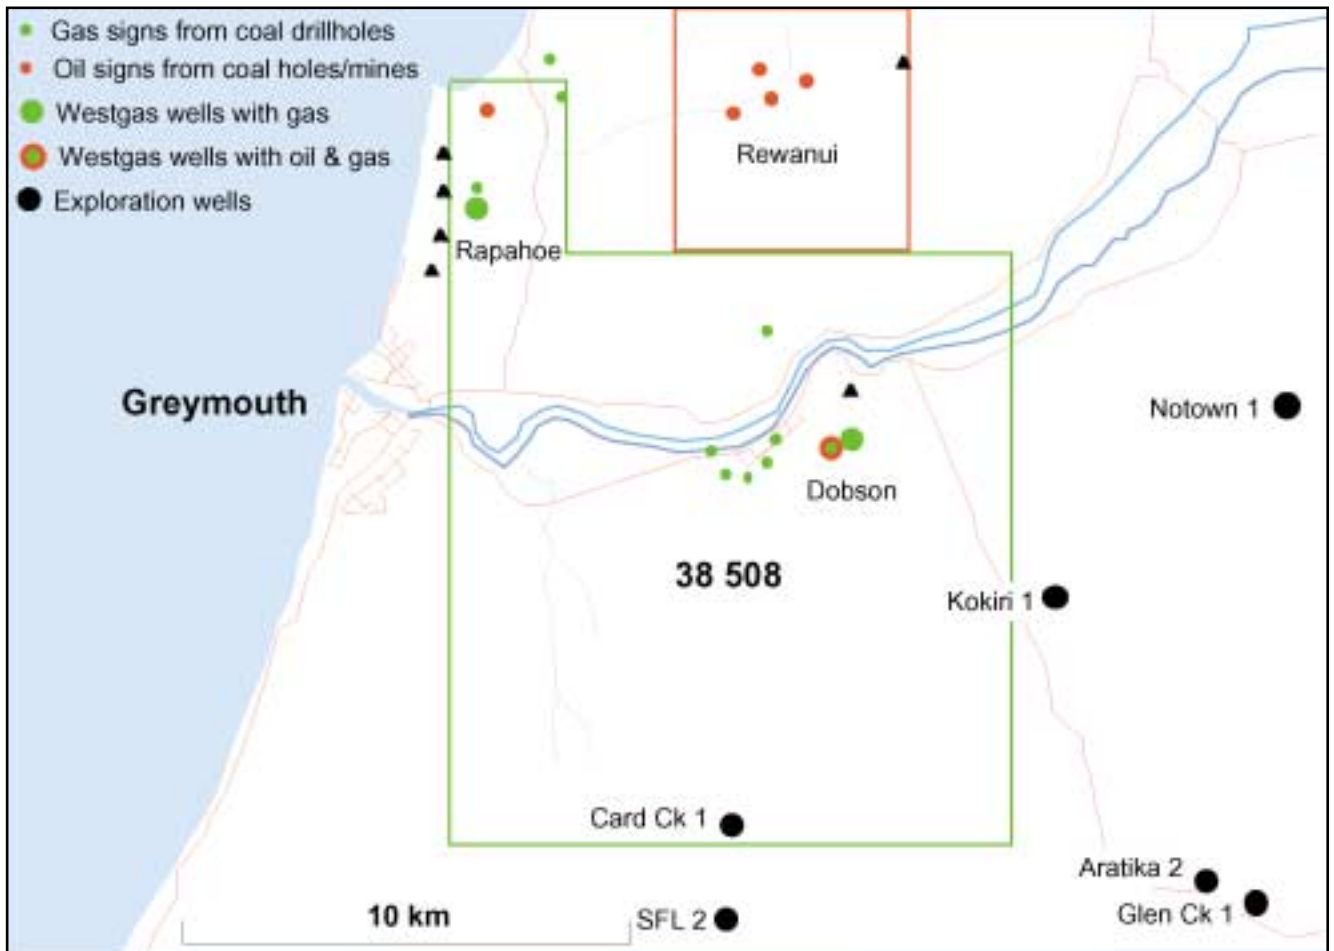 Gas signs from coal drillholes
Oil signs from coal holes/mines
Westgas wells with gas
Westgas wells with oil & gas
Exploration wells
Rewanui
Rapahoe
Greymouth
Notown 1
Dobson
38 508
Kokiri 1
Card Ck 1
Aratika 2
Glen Ck 1
10 km
SFL 2